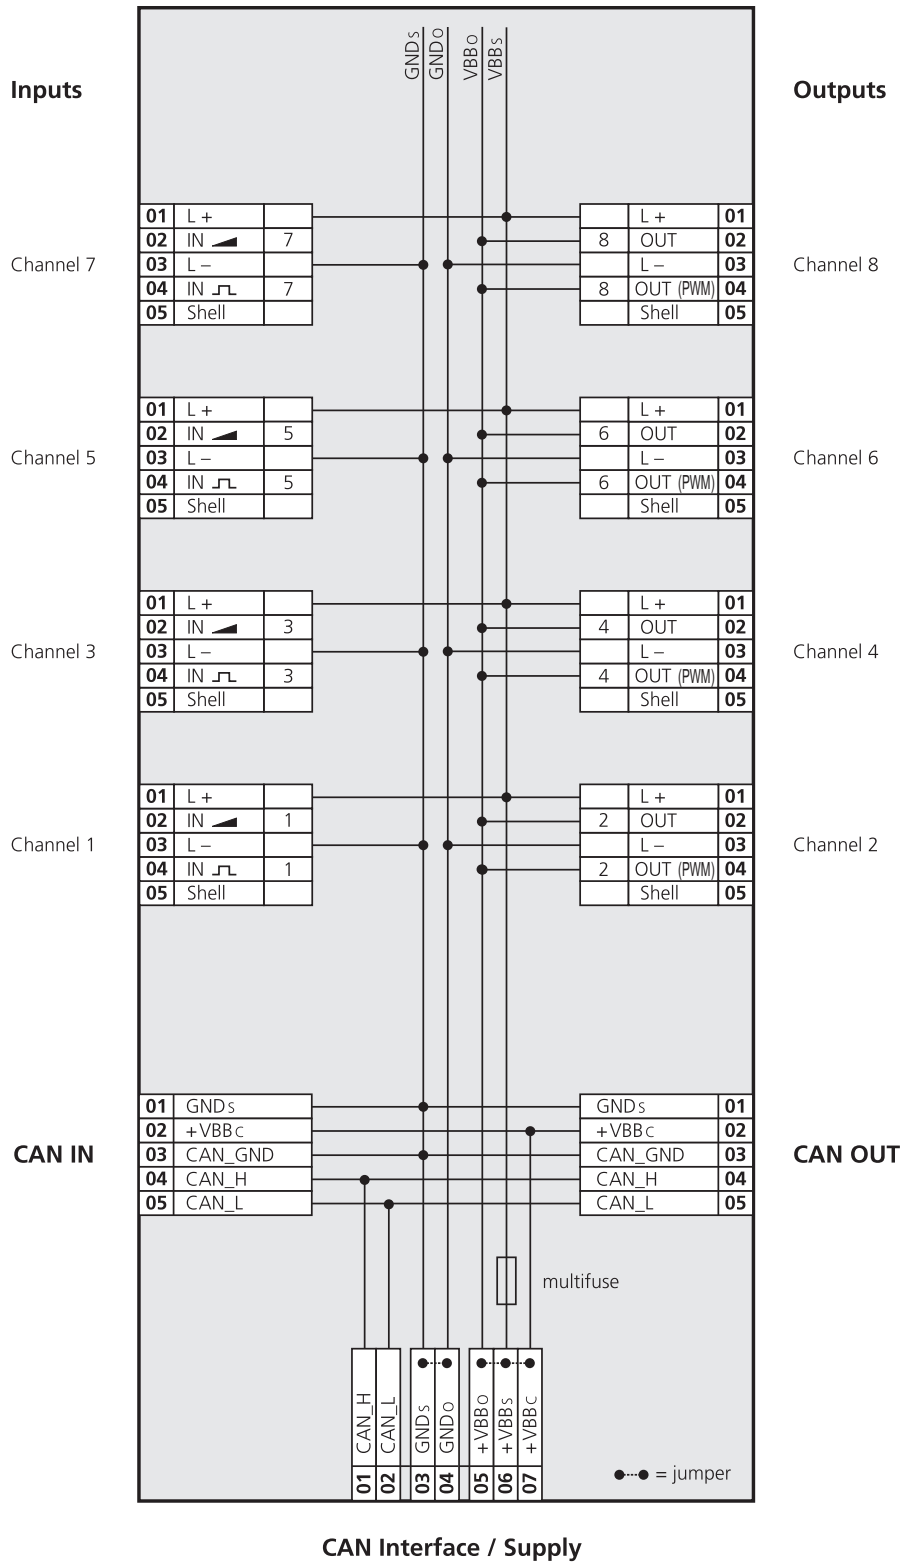 GNDS GNDO VBBO VBBS
Inputs Outputs
01 L + L + 01
02 IN 7 8 OUT 02
Channel 7 03 L – L – 03 Channel 8
04 IN 7 8 OUT (PWM) 04
05 Shell Shell 05
01 L + L + 01
02 IN 5 6 OUT 02
Channel 5 03 L – L – 03 Channel 6
04 IN 5 6 OUT (PWM) 04
05 Shell Shell 05
01 L + L + 01
02 IN 3 4 OUT 02
Channel 3 03 L – L – 03 Channel 4
04 IN 3 4 OUT (PWM) 04
05 Shell Shell 05
01 L + L + 01
02 IN 1 2 OUT 02
Channel 1 03 L – L – 03 Channel 2
04 IN 1 2 OUT (PWM) 04
05 Shell Shell 05
01 GNDS GNDS 01
02 +VBBC +VBBC 02
CAN IN 03 CAN_GND CAN_GND 03 CAN OUT
04 CAN_H CAN_H 04
05 CAN_L CAN_L 05
multifuse
CAN_H CAN_L GNDS GNDO +VBBO +VBBS +VBBC
01 02 03 04 05 06 07
= jumper
CAN Interface / Supply